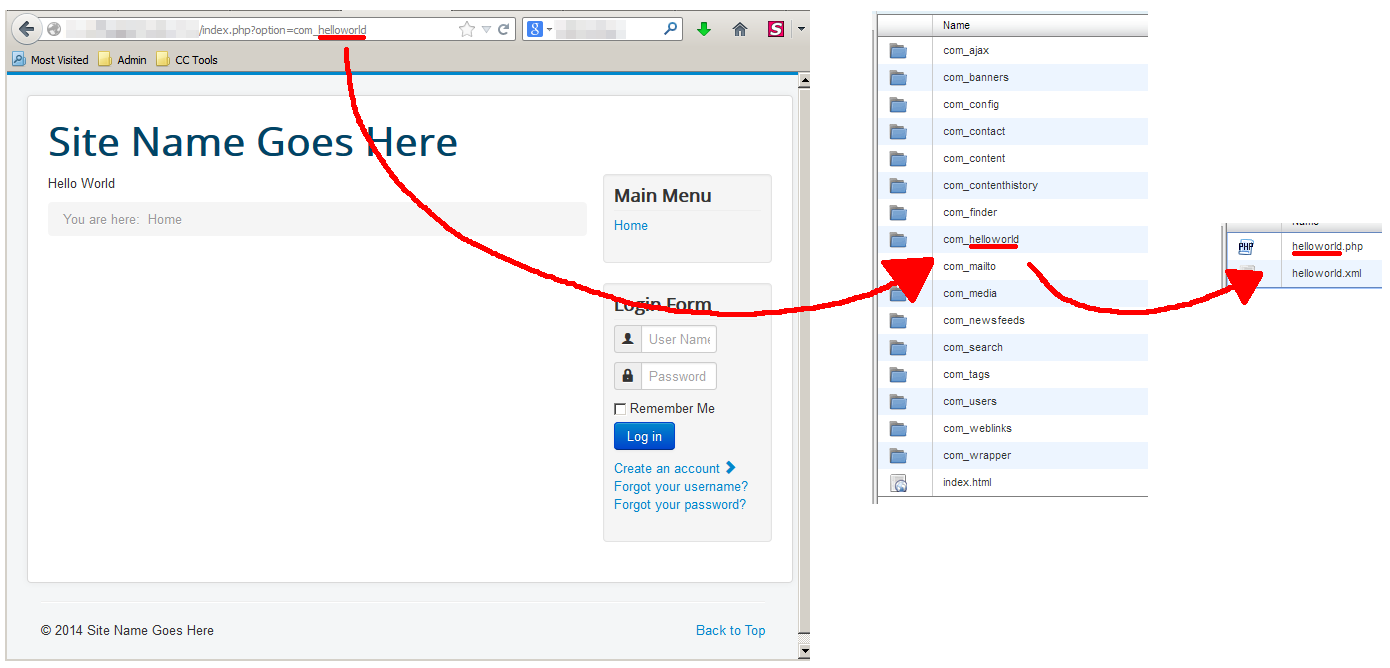 /index.php?option=com_helloworld
Most Visited Admin CC Tools
Site Name Goes Here
Hello World
You are here: Home
Main Menu
Home
Login Form
User Name
Password
Remember Me
Log in
Create an account
Forgot your username?
Forgot your password?
© 2014 Site Name Goes Here
Back to Top
Name
com_ajax
com_banners
com_config
com_contact
com_content
com_contenthistory
com_finder
com_helloworld
com_mailto
com_media
com_newsfeeds
com_search
com_tags
com_users
com_weblinks
com_wrapper
index.html
Name
PHP helloworld.php
helloworld.xml